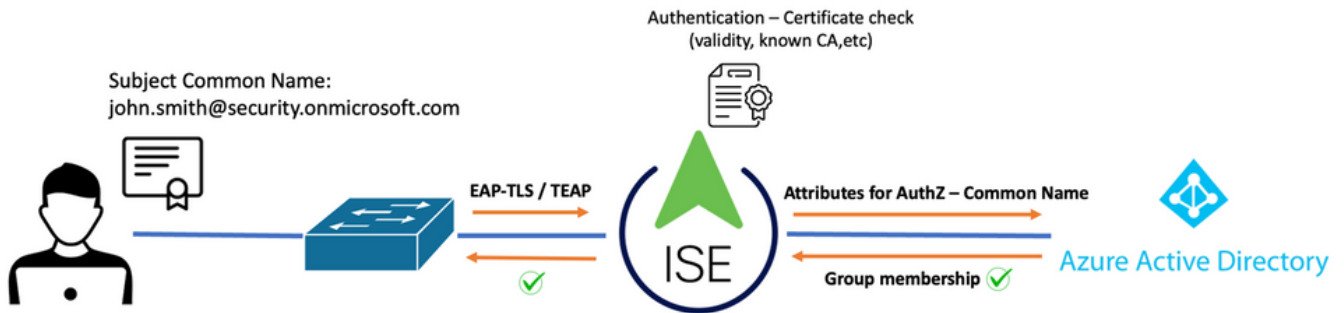 Authentication – Certificate check
(validity, known CA,etc)
Subject Common Name:
john.smith@security.onmicrosoft.com
EAP-TLS / TEAP
Attributes for AuthZ – Common Name
ISE
Group membership
Azure Active Directory